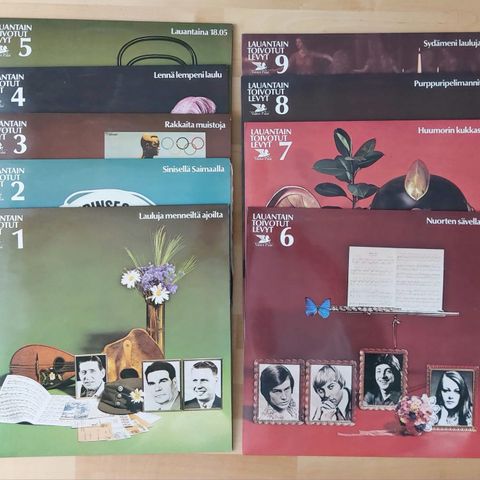 LAUANTAIN
TOIVOTUT
LEVYT
5
Lauantaina 18.05
LAUANTAIN
TOIVOTUT
LEVYT
4
Lennä lempeni laulu
LAUANTAIN
TOIVOTUT
LEVYT
3
Rakkaita muistoja
LAUANTAIN
TOIVOTUT
LEVYT
2
Sinisellä Saimaalla
LAUANTAIN
TOIVOTUT
LEVYT
1
Lauluja menneiltä ajoilta
LAUANTAIN
TOIVOTUT
LEVYT
9
Sydämeni lauluja
LAUANTAIN
TOIVOTUT
LEVYT
8
Purppuripelimannit
LAUANTAIN
TOIVOTUT
LEVYT
7
Huumorin kukkas
LAUANTAIN
TOIVOTUT
LEVYT
6
Nuorten sävella